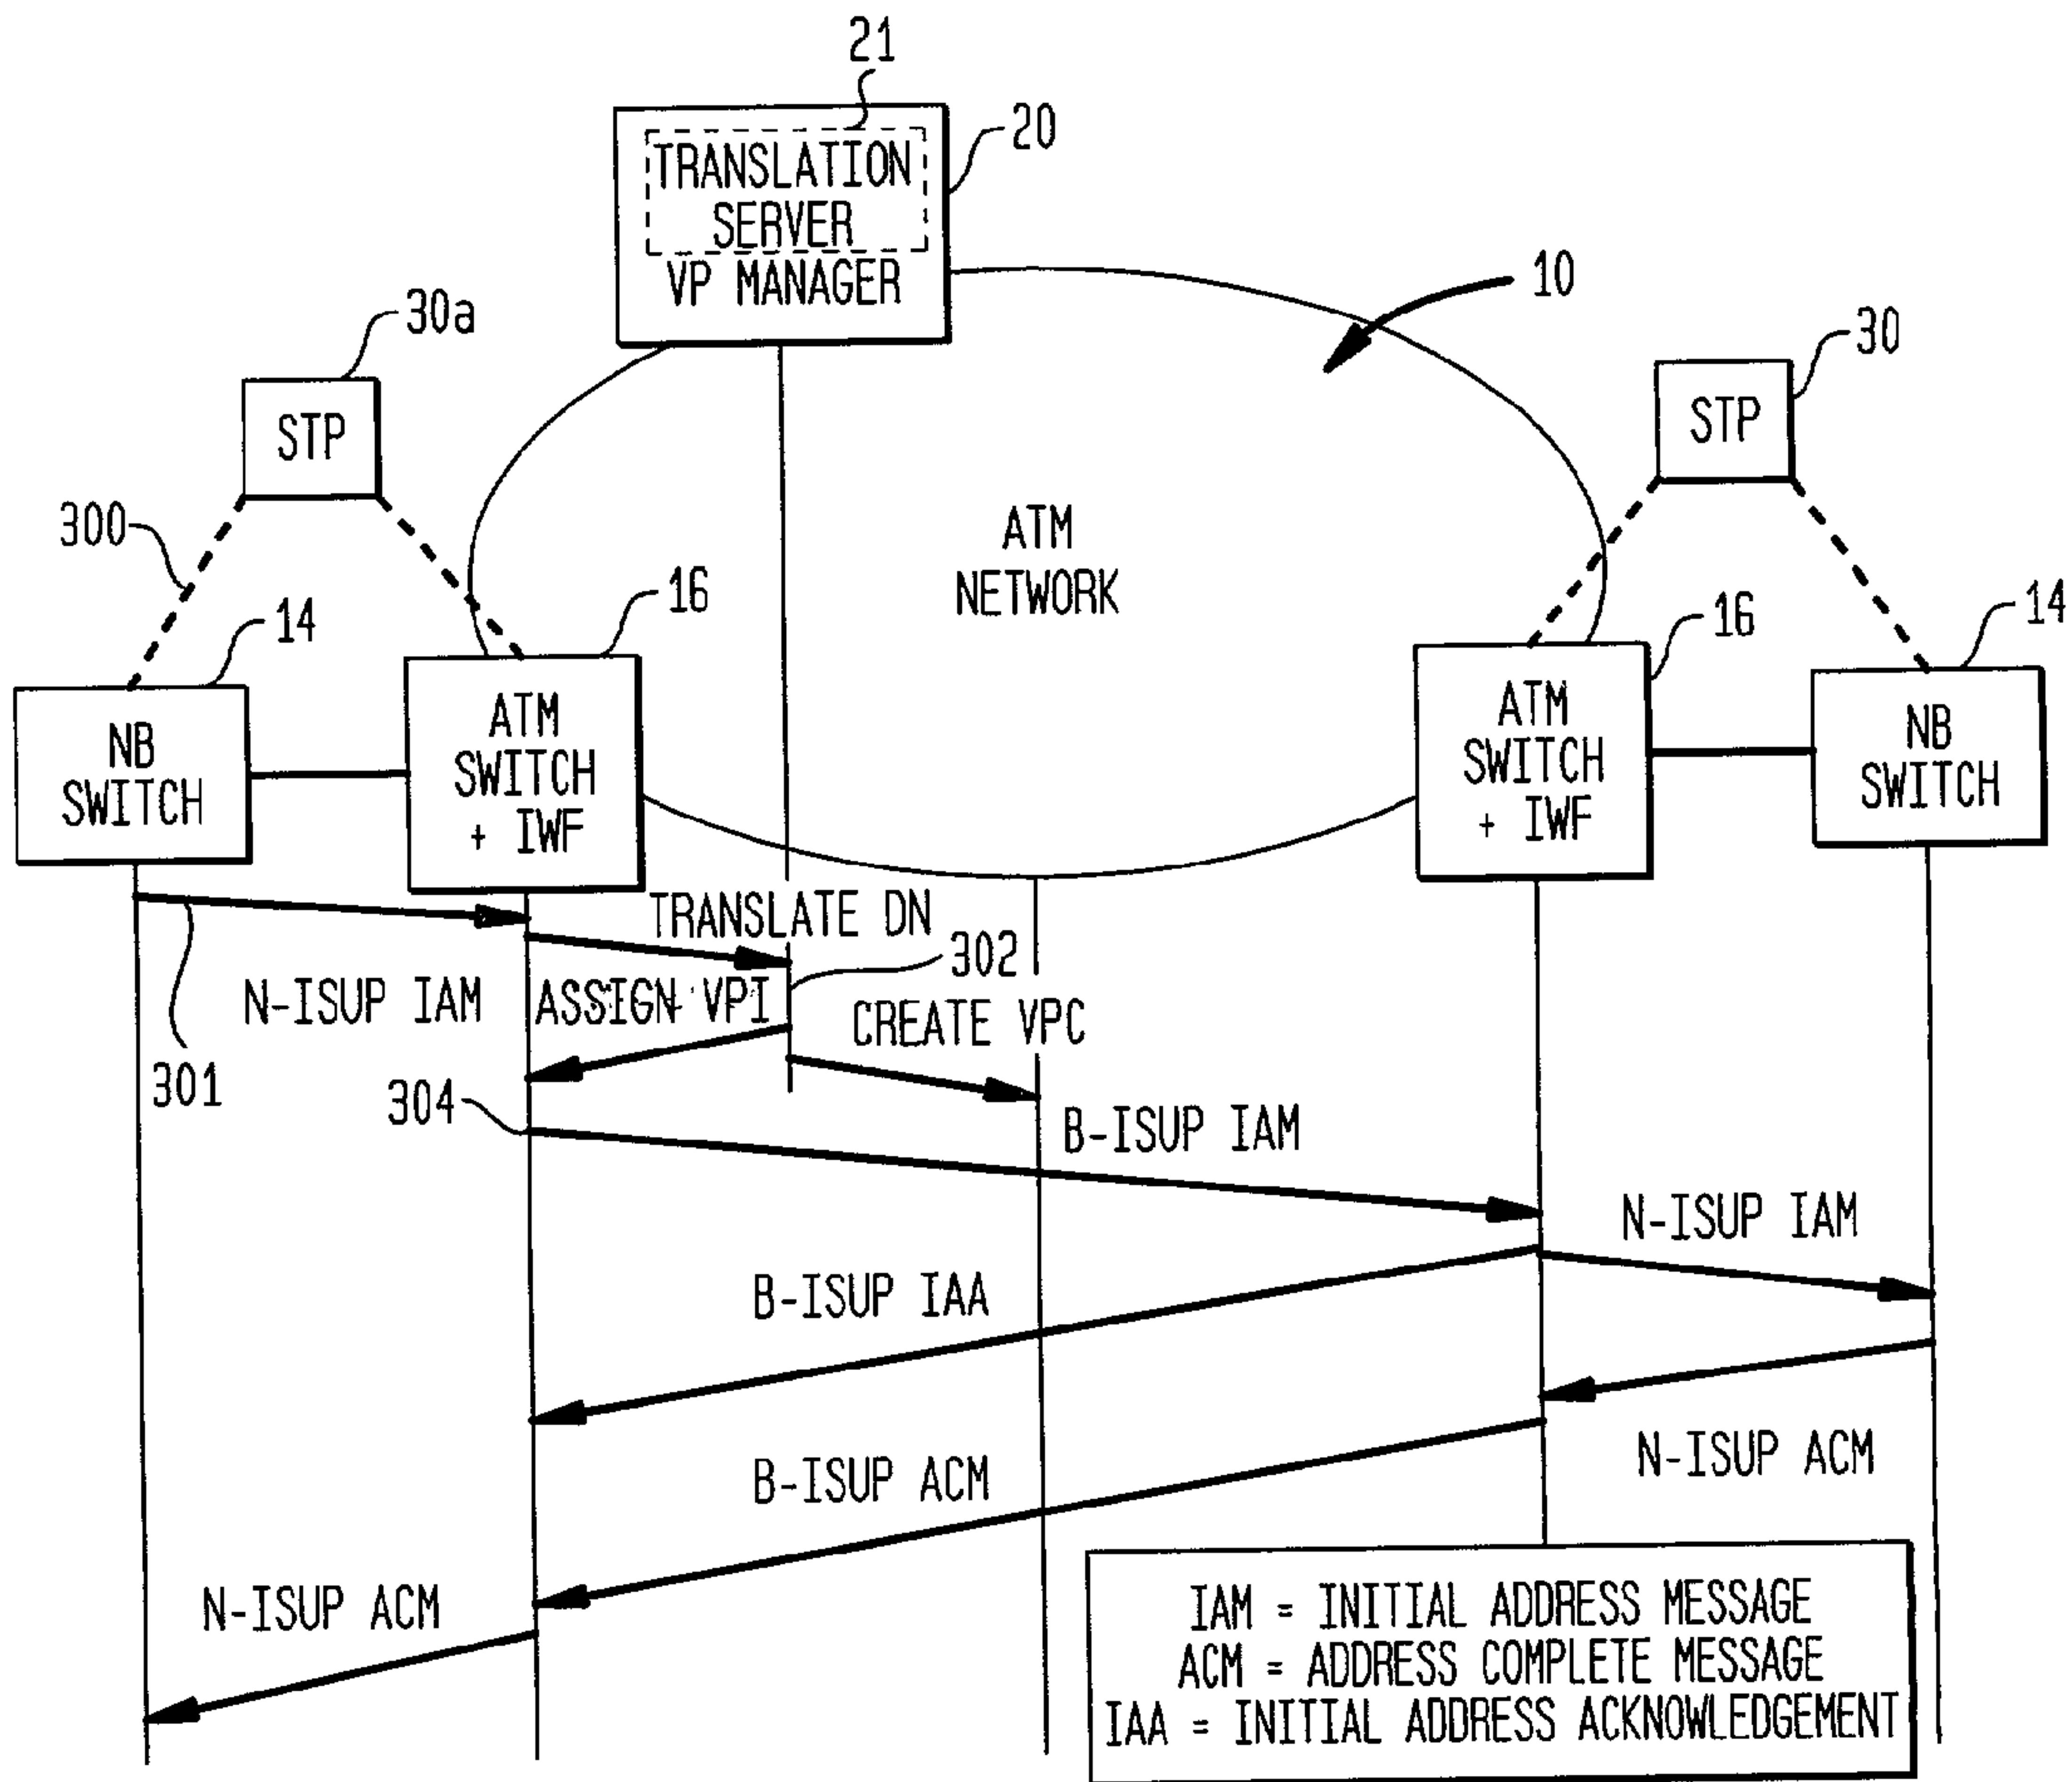 21
20
TRANSLATION
SERVER
VP MANAGER
10
30a
30
STP
STP
300
ATM
NETWORK
14
16
16
14
NB
SWITCH
ATM
SWITCH
+ IWF
ATM
SWITCH
+ IWF
NB
SWITCH
TRANSLATE DN
302
N-ISUP IAM
ASSIGN VPI
CREATE VPC
301
304
B-ISUP IAM
N-ISUP IAM
B-ISUP IAA
N-ISUP ACM
B-ISUP ACM
N-ISUP ACM
IAM = INITIAL ADDRESS MESSAGE
ACM = ADDRESS COMPLETE MESSAGE
IAA = INITIAL ADDRESS ACKNOWLEDGEMENT